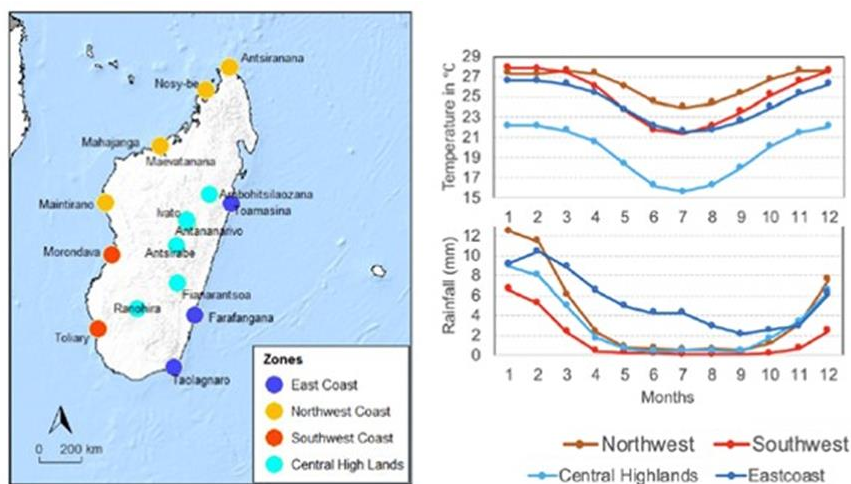 Antsiranana
Nosy-be
Mahajanga
Maevatanana
Ambohitsilaozana
Maintirano
Toamasina
Ivato
Antananarivo
Morondava
Antsirabe
Fianarantsoa
Ranohira
Farafangana
Toliary
Taolagnaro
0 200 km
Zones
East Coast
Northwest Coast
Southwest Coast
Central High Lands
Temperature in °C
29
27
25
23
21
19
17
15
1 2 3 4 5 6 7 8 9 10 11 12
Rainfall (mm)
12
10
8
6
4
2
0
1 2 3 4 5 6 7 8 9 10 11 12
Months
Northwest Southwest
Central Highlands Eastcoast